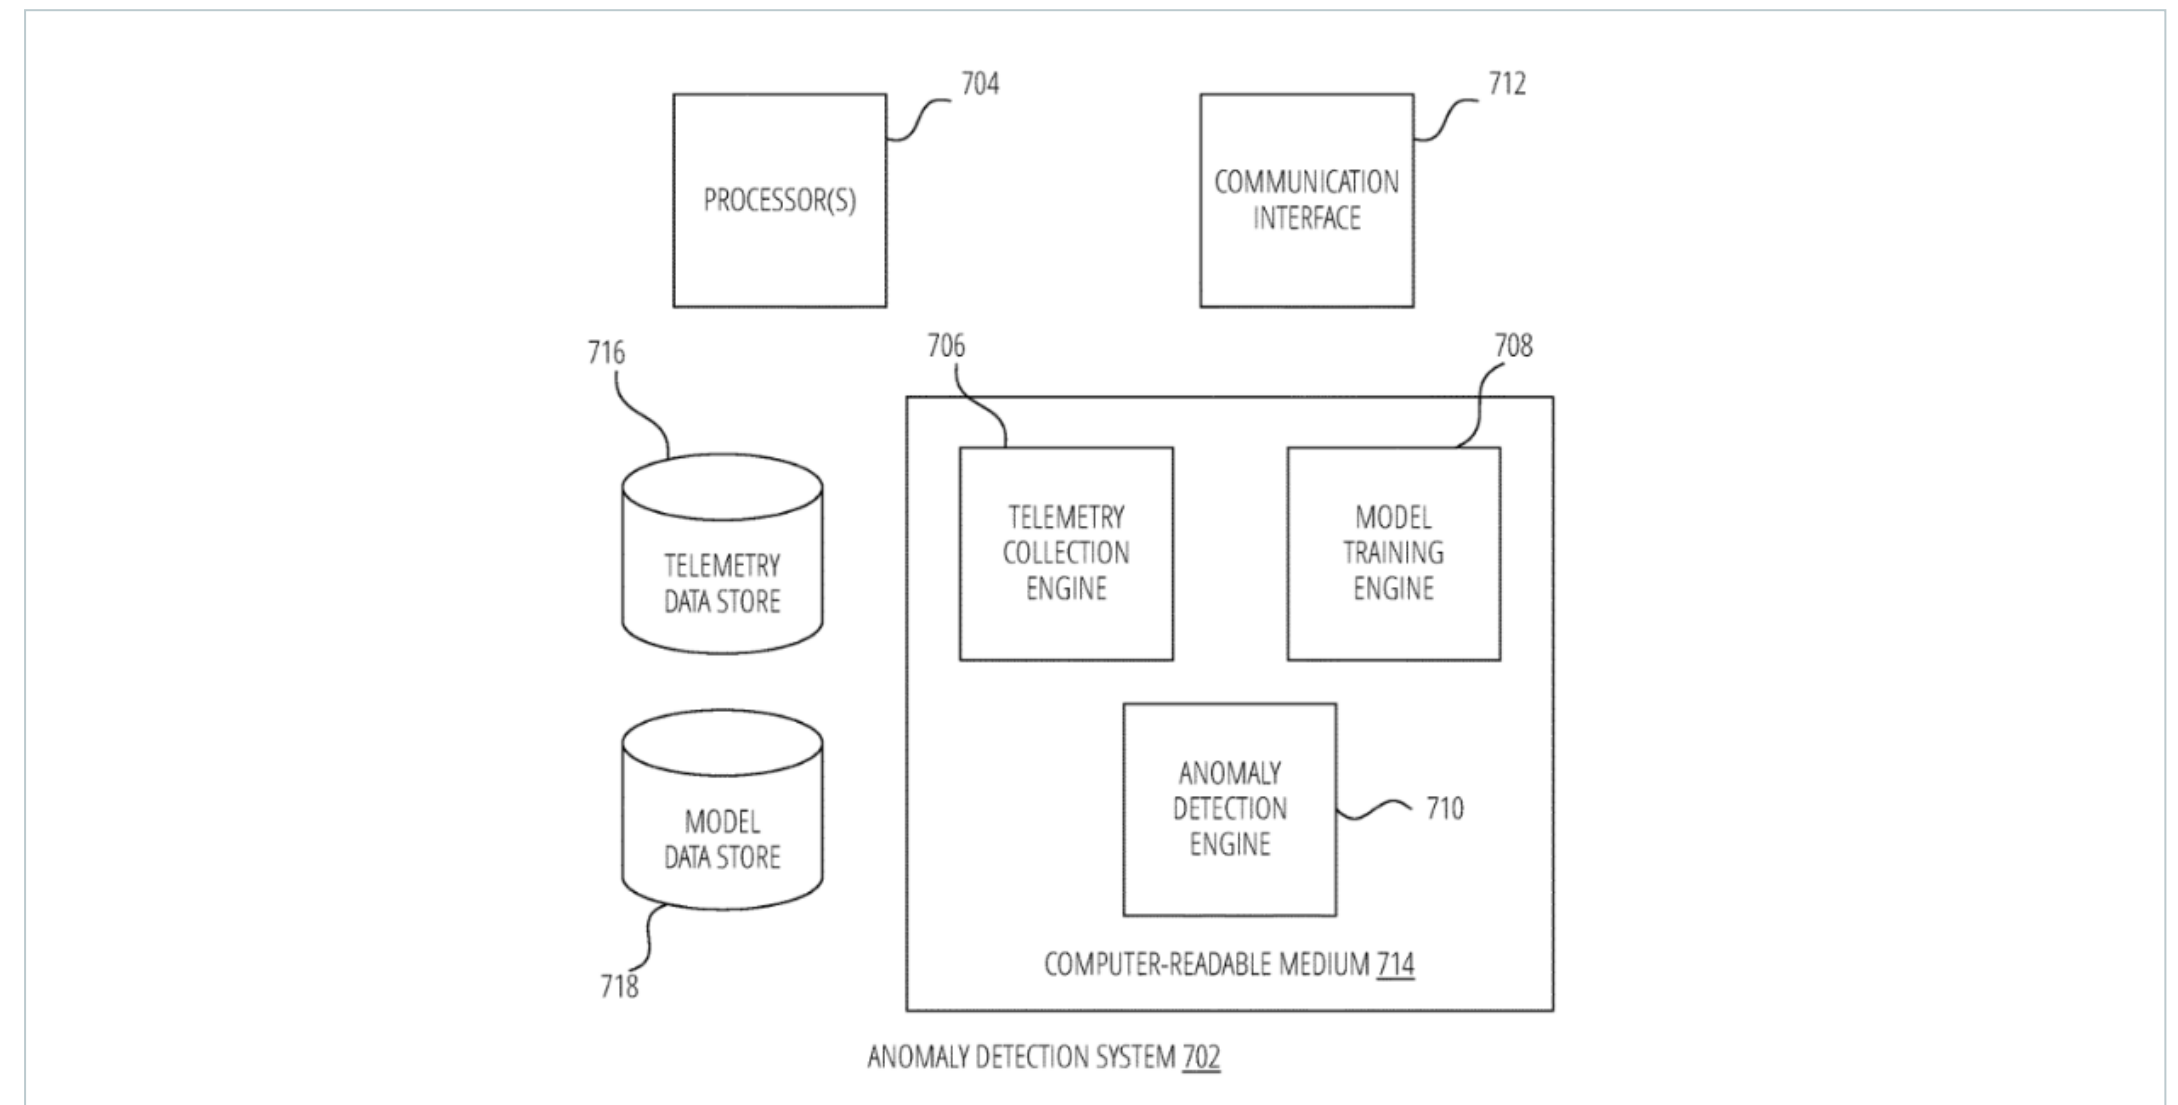 704
712
PROCESSOR(S)
COMMUNICATION
INTERFACE
716
706
708
TELEMETRY
COLLECTION
ENGINE
MODEL
TRAINING
ENGINE
TELEMETRY
DATA STORE
ANOMALY
DETECTION
ENGINE
710
MODEL
DATA STORE
718
COMPUTER-READABLE MEDIUM 714
ANOMALY DETECTION SYSTEM 702